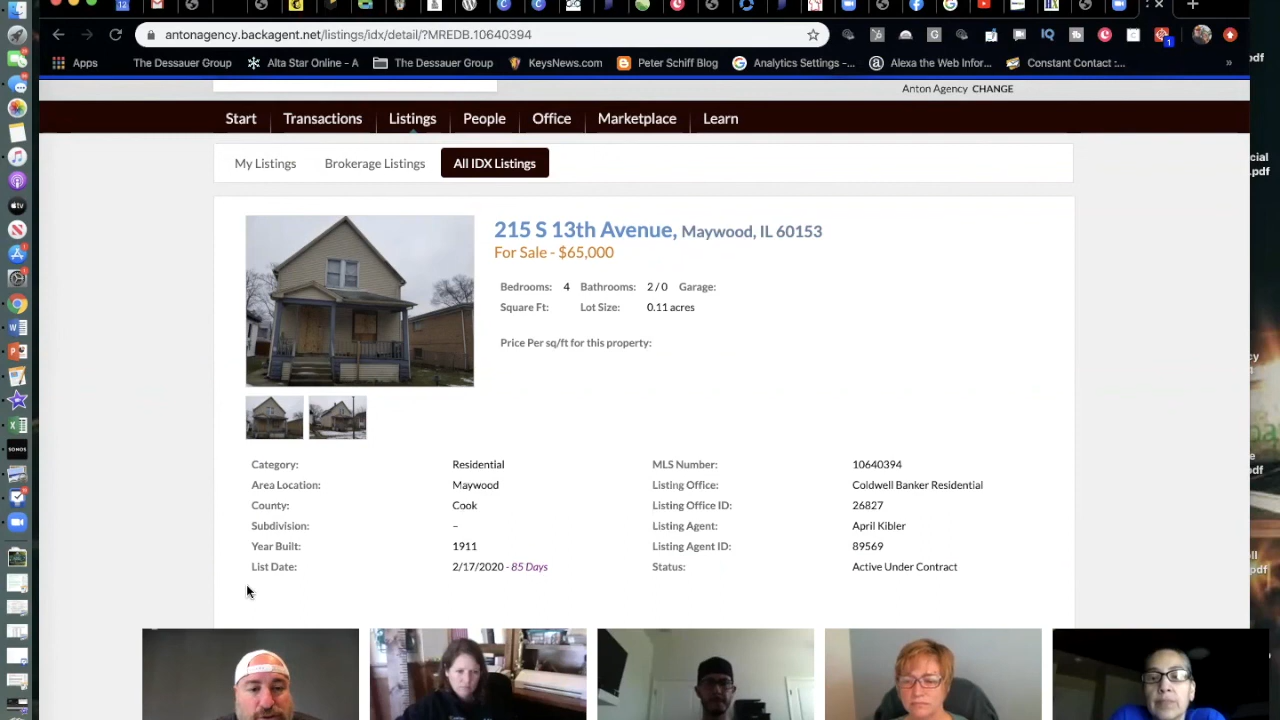 antonagency.backagent.net/listings/idx/detail/?MREDB.10640394
Apps The Dessauer Group Alta Star Online - A The Dessauer Group KeysNews.com Peter Schiff Blog Analytics Settings -... Alexa the Web Infor... Constant Contact :... »
Anton Agency CHANGE
Start Transactions Listings People Office Marketplace Learn
My Listings Brokerage Listings All IDX Listings
215 S 13th Avenue, Maywood, IL 60153
For Sale - $65,000
Bedrooms: 4 Bathrooms: 2 / 0 Garage:
Square Ft: Lot Size: 0.11 acres
Price Per sq/ft for this property:
Category: Residential MLS Number: 10640394
Area Location: Maywood Listing Office: Coldwell Banker Residential
County: Cook Listing Office ID: 26827
Subdivision: – Listing Agent: April Kibler
Year Built: 1911 Listing Agent ID: 89569
List Date: 2/17/2020 - 85 Days Status: Active Under Contract